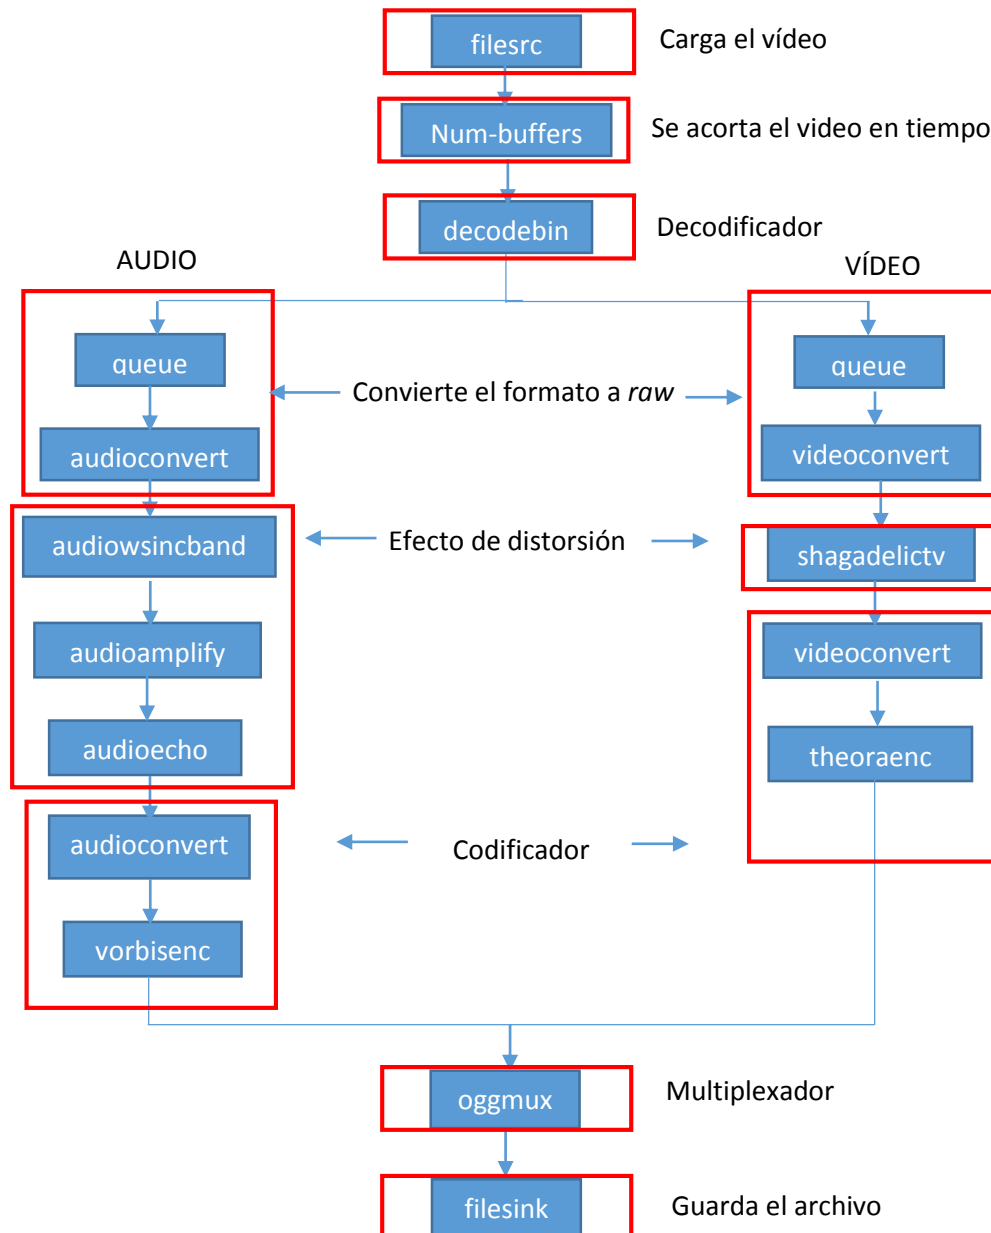 filesrc
Carga el vídeo
Num-buffers
Se acorta el video en tiempo
decodebin
Decodificador
AUDIO
VÍDEO
queue
queue
Convierte el formato a raw
audioconvert
videoconvert
audiowsincband
Efecto de distorsión
shagadelictv
audioamplify
videoconvert
audioecho
theoraenc
audioconvert
Codificador
vorbisenc
oggmux
Multiplexador
filesink
Guarda el archivo